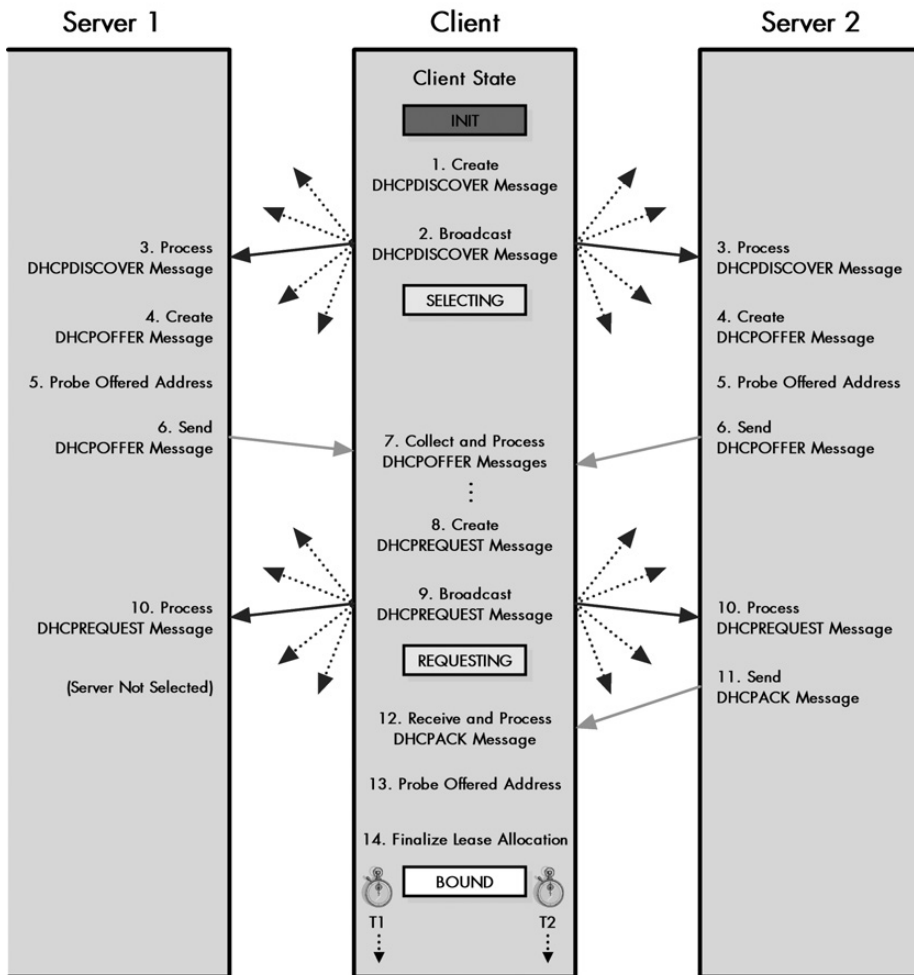 Server 1
Client
Server 2
Client State
INIT
1. Create
DHCPDISCOVER Message
2. Broadcast
DHCPDISCOVER Message
3. Process
DHCPDISCOVER Message
3. Process
DHCPDISCOVER Message
SELECTING
4. Create
DHCPOFFER Message
4. Create
DHCPOFFER Message
5. Probe Offered Address
5. Probe Offered Address
6. Send
DHCPOFFER Message
6. Send
DHCPOFFER Message
7. Collect and Process
DHCPOFFER Messages
8. Create
DHCPREQUEST Message
9. Broadcast
DHCPREQUEST Message
10. Process
DHCPREQUEST Message
10. Process
DHCPREQUEST Message
REQUESTING
(Server Not Selected)
11. Send
DHCPACK Message
12. Receive and Process
DHCPACK Message
13. Probe Offered Address
14. Finalize Lease Allocation
BOUND
T1
T2